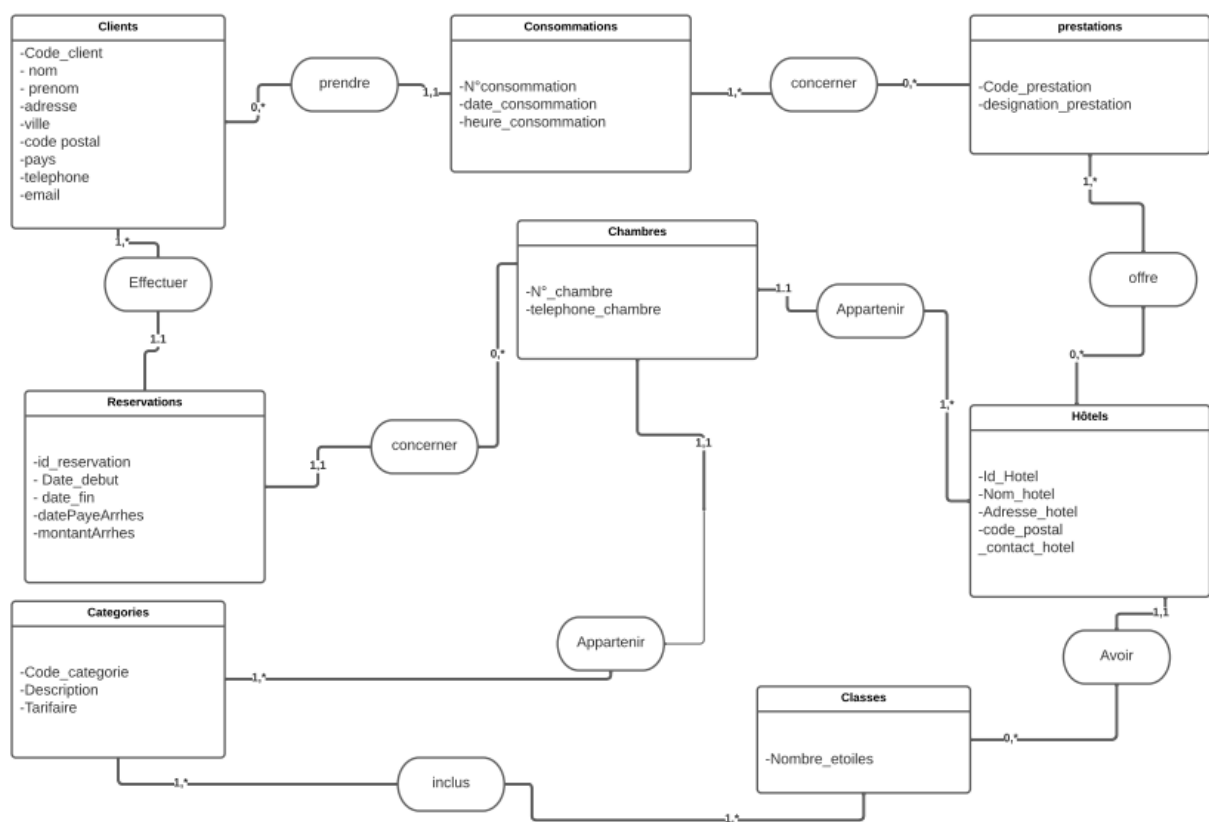 Clients
-Code_client
- nom
- prenom
-adresse
-ville
-code postal
-pays
-telephone
-email
0,*
prendre
1,1
Consommations
-N°consommation
-date_consommation
-heure_consommation
1,*
concerner
0,*
prestations
-Code_prestation
-designation_prestation
1,*
offre
0,*
1,*
Effectuer
1.1
Chambres
-N°_chambre
-telephone_chambre
1.1
Appartenir
1,*
0,*
Reservations
-id_reservation
- Date_debut
- date_fin
-datePayeArrhes
-montantArrhes
1,1
concerner
1,1
Hôtels
-Id_Hotel
-Nom_hotel
-Adresse_hotel
-code_postal
_contact_hotel
1,1
Avoir
0,*
Categories
-Code_categorie
-Description
-Tarifaire
1,*
Appartenir
Classes
-Nombre_etoiles
1,*
inclus
1,*